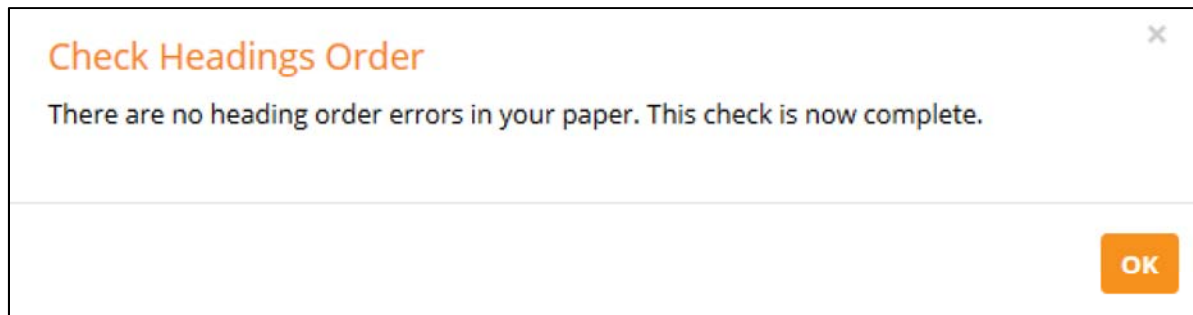 Check Headings Order
There are no heading order errors in your paper. This check is now complete.
OK